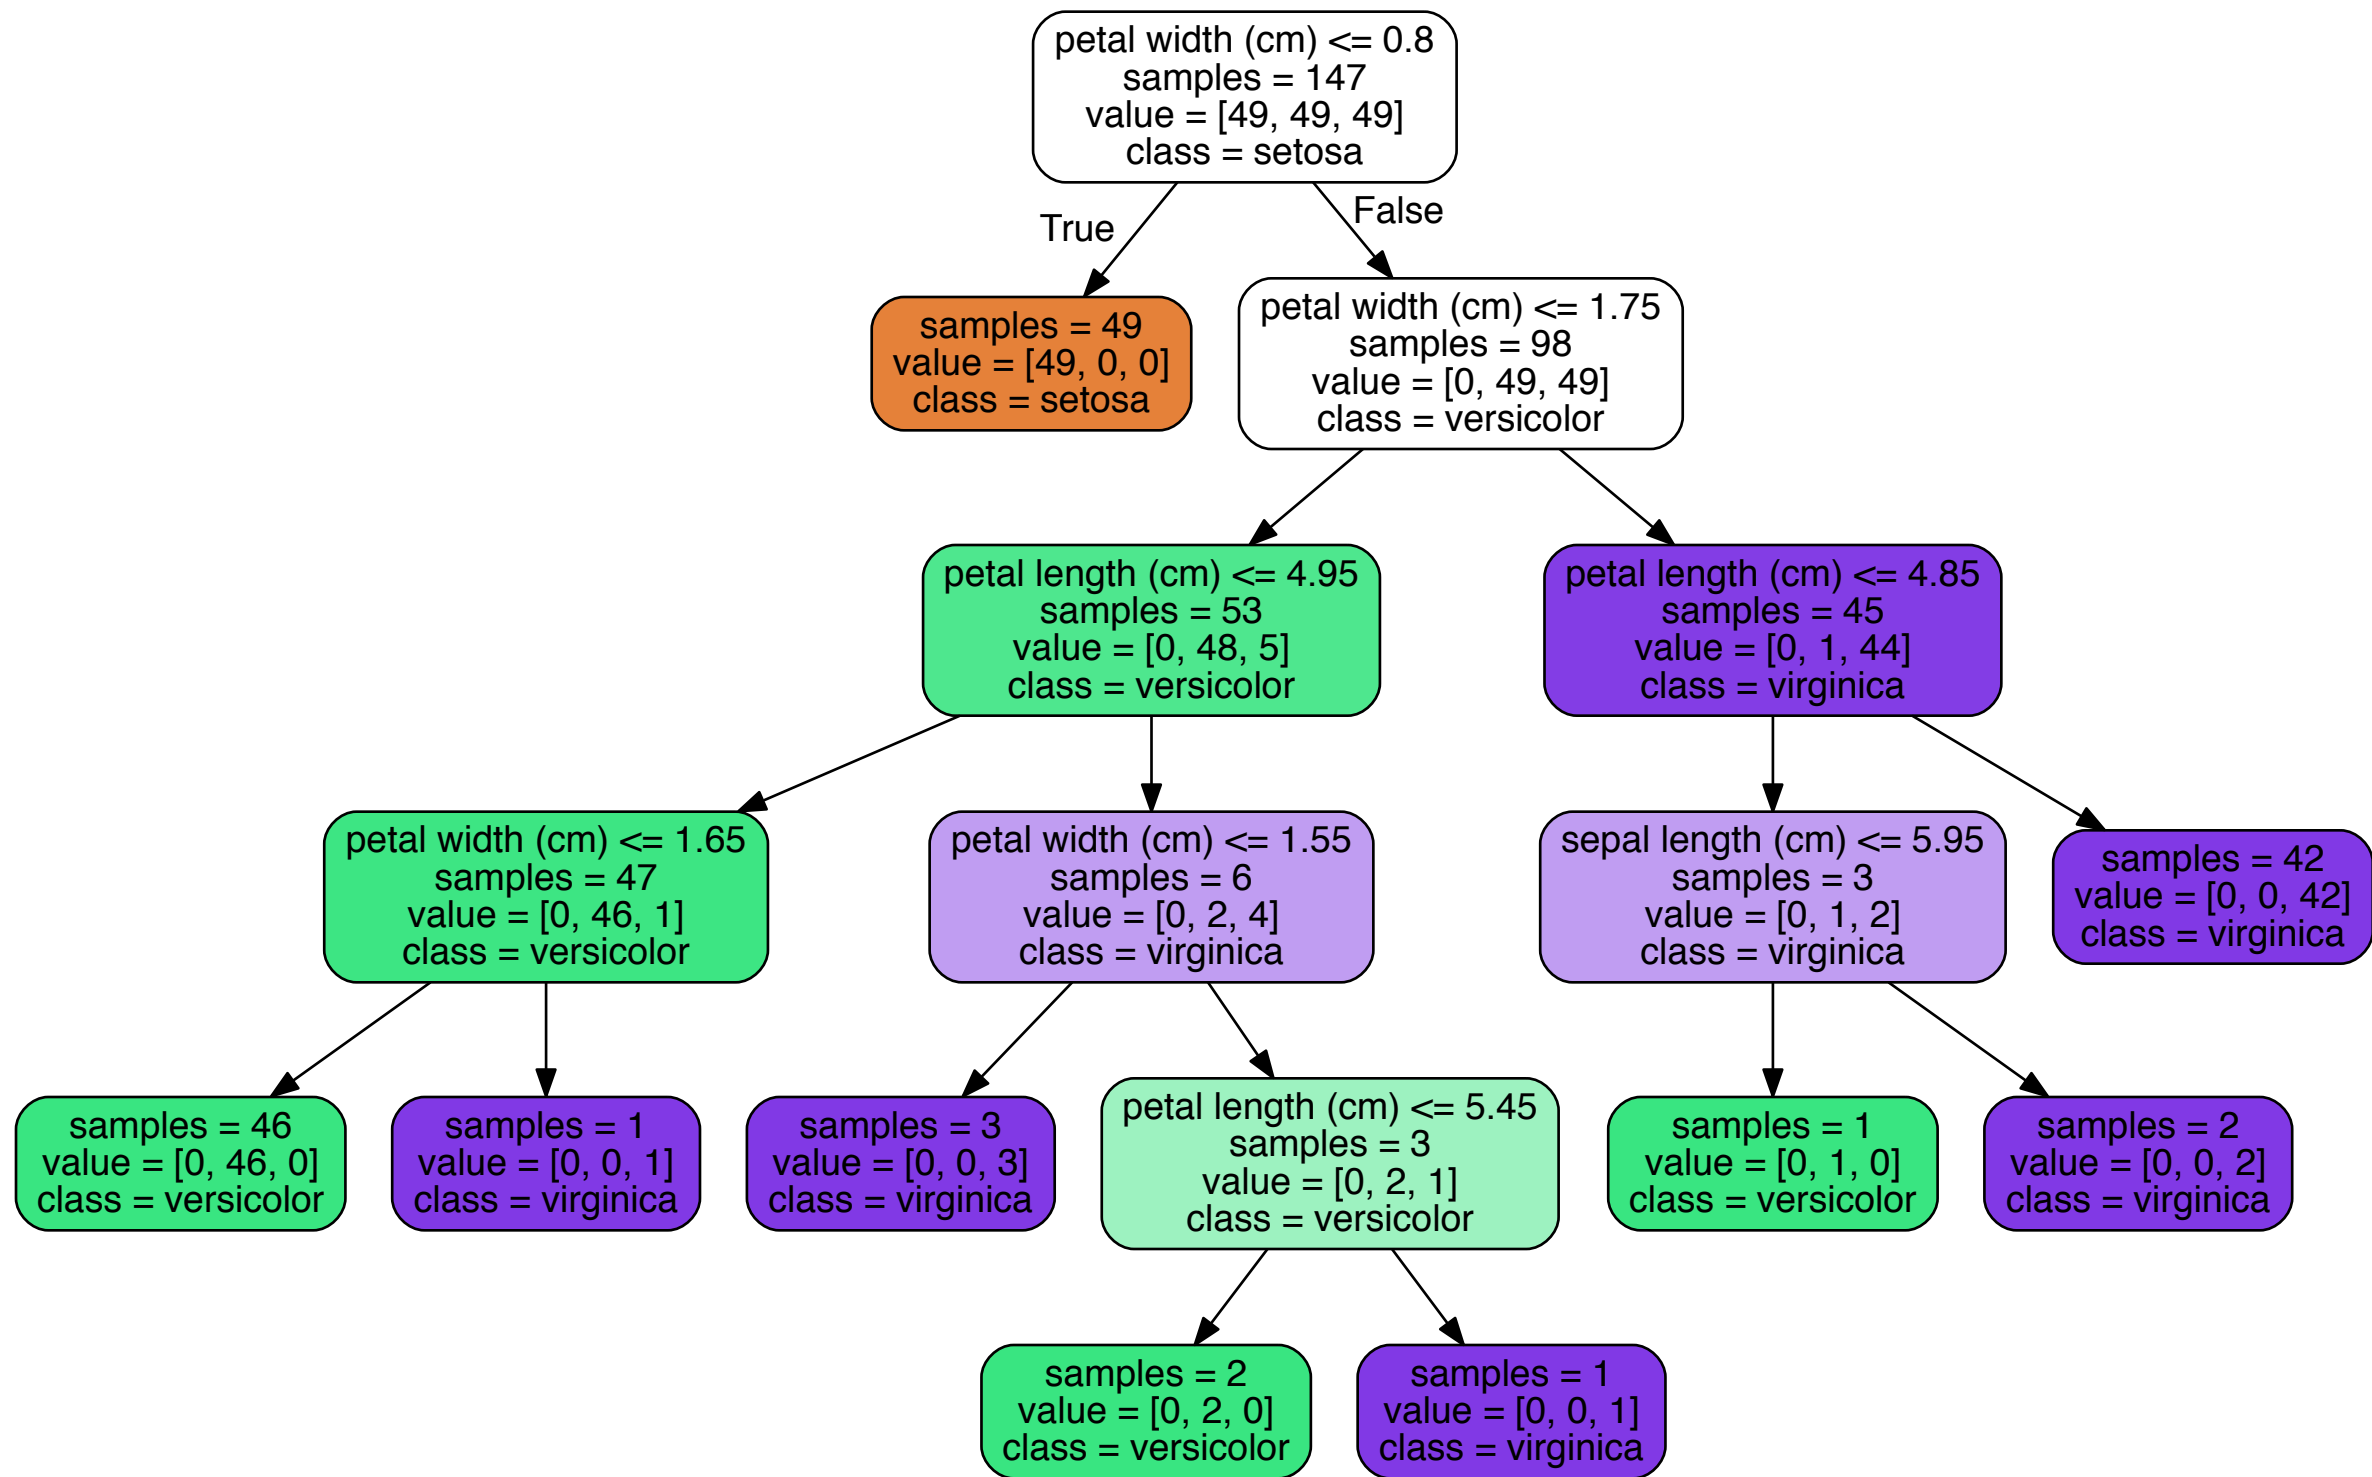 petal width (cm) <= 0.8
samples = 147
value = [49, 49, 49]
class = setosa
True
False
samples = 49
value = [49, 0, 0]
class = setosa
petal width (cm) <= 1.75
samples = 98
value = [0, 49, 49]
class = versicolor
petal length (cm) <= 4.95
samples = 53
value = [0, 48, 5]
class = versicolor
petal length (cm) <= 4.85
samples = 45
value = [0, 1, 44]
class = virginica
petal width (cm) <= 1.65
samples = 47
value = [0, 46, 1]
class = versicolor
petal width (cm) <= 1.55
samples = 6
value = [0, 2, 4]
class = virginica
sepal length (cm) <= 5.95
samples = 3
value = [0, 1, 2]
class = virginica
samples = 42
value = [0, 0, 42]
class = virginica
samples = 46
value = [0, 46, 0]
class = versicolor
samples = 1
value = [0, 0, 1]
class = virginica
samples = 3
value = [0, 0, 3]
class = virginica
petal length (cm) <= 5.45
samples = 3
value = [0, 2, 1]
class = versicolor
samples = 1
value = [0, 1, 0]
class = versicolor
samples = 2
value = [0, 0, 2]
class = virginica
samples = 2
value = [0, 2, 0]
class = versicolor
samples = 1
value = [0, 0, 1]
class = virginica